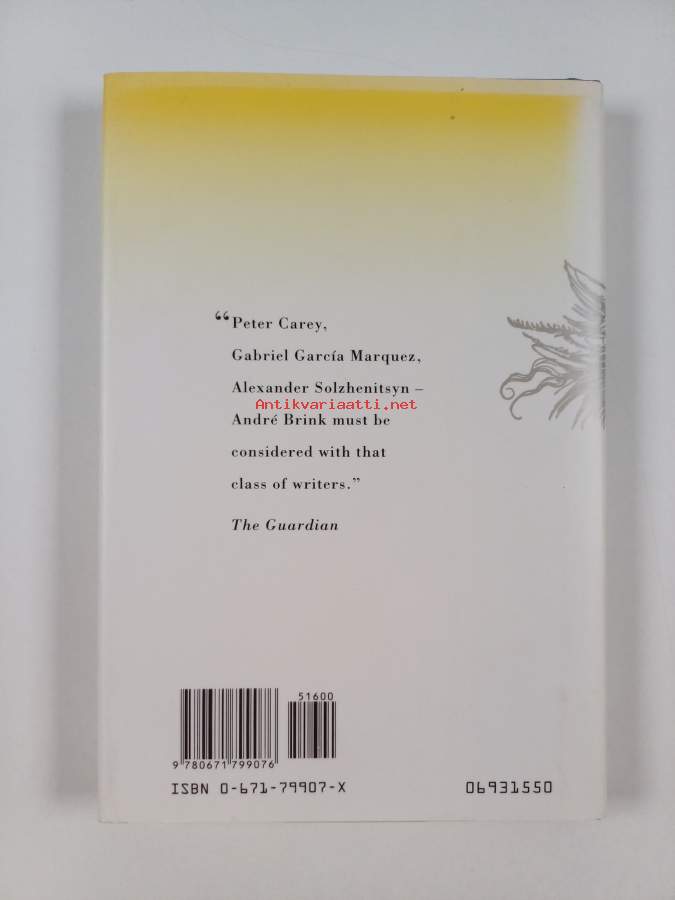 “Peter Carey,
Gabriel García Marquez,
Alexander Solzhenitsyn –
Antikvariaatti.net
André Brink must be
considered with that
class of writers.”
The Guardian
51600
9 780671 799076
ISBN 0-671-79907-X
06931550